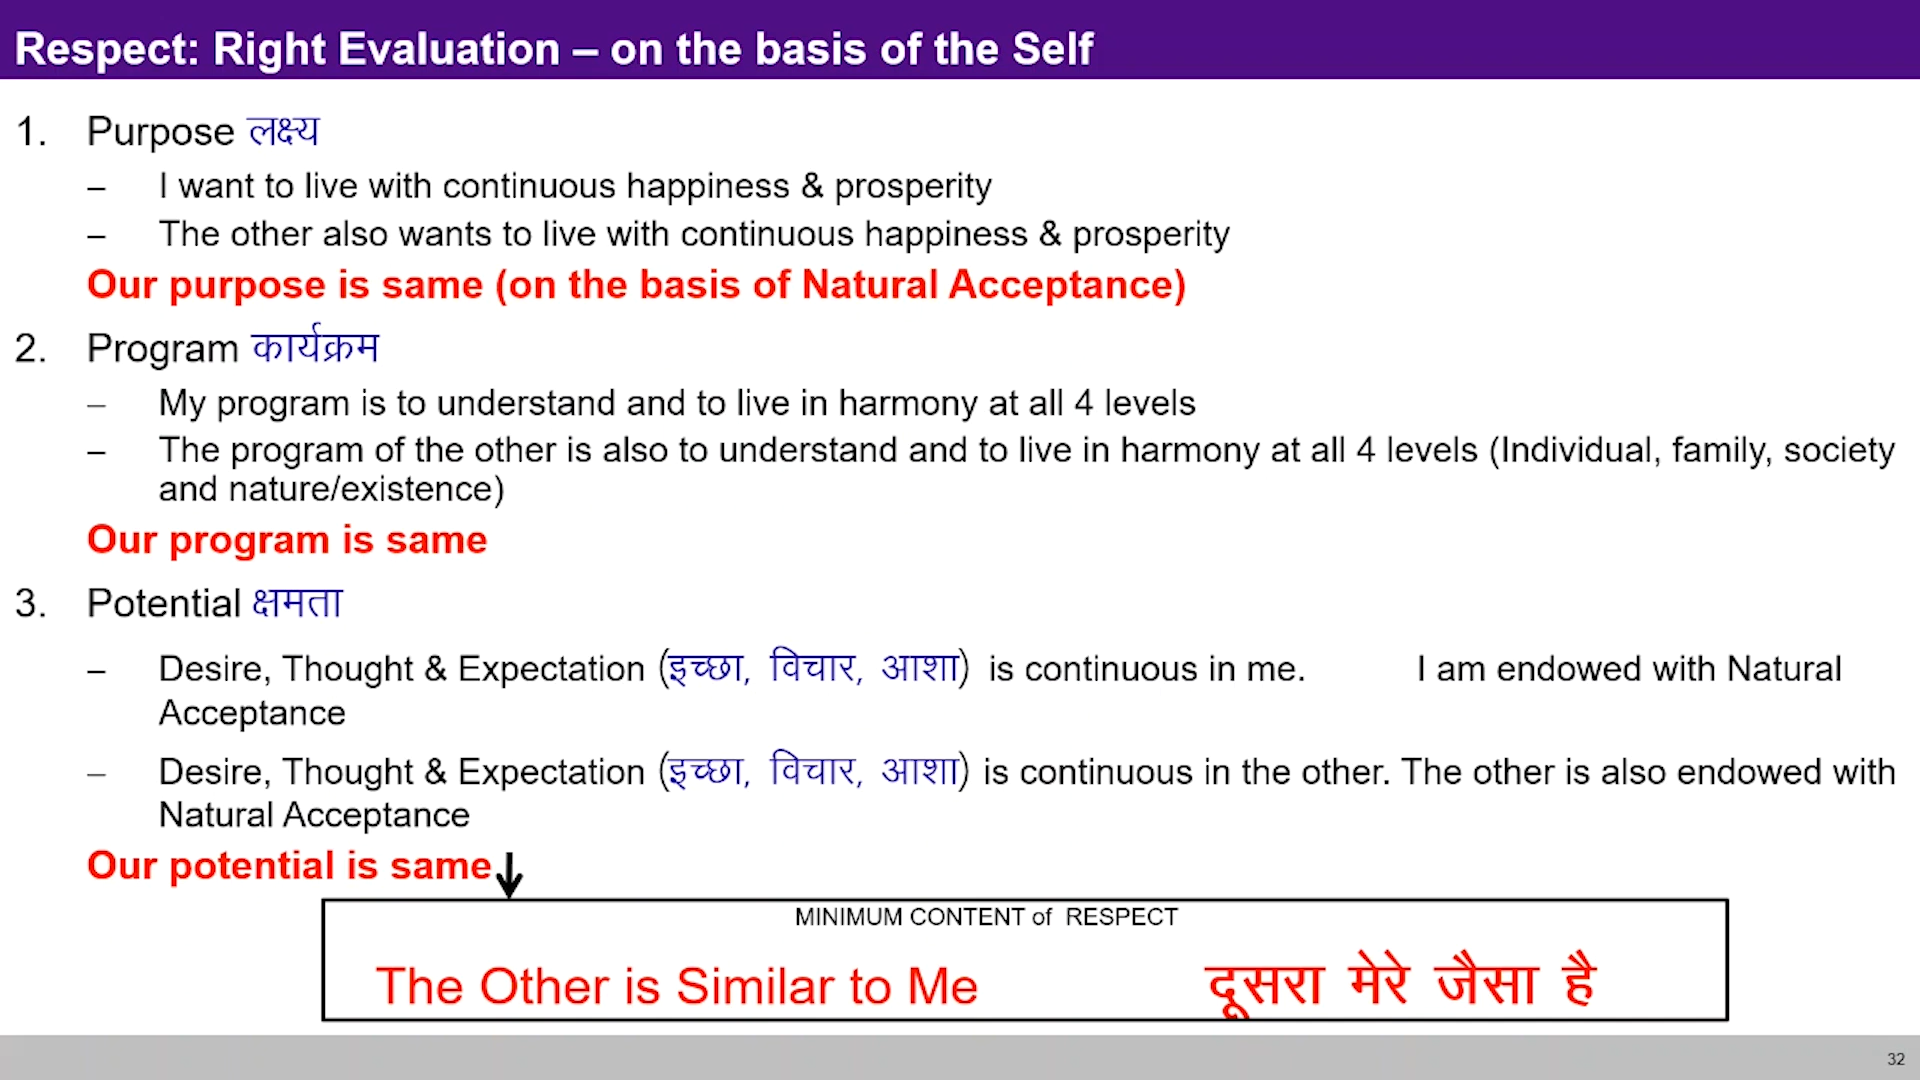 Respect: Right Evaluation – on the basis of the Self
1. Purpose लक्ष्य
– I want to live with continuous happiness & prosperity
– The other also wants to live with continuous happiness & prosperity
Our purpose is same (on the basis of Natural Acceptance)
2. Program कार्यक्रम
– My program is to understand and to live in harmony at all 4 levels
– The program of the other is also to understand and to live in harmony at all 4 levels (Individual, family, society
and nature/existence)
Our program is same
3. Potential क्षमता
– Desire, Thought & Expectation (इच्छा, विचार, आशा) is continuous in me. I am endowed with Natural
Acceptance
– Desire, Thought & Expectation (इच्छा, विचार, आशा) is continuous in the other. The other is also endowed with
Natural Acceptance
Our potential is same
MINIMUM CONTENT of RESPECT
The Other is Similar to Me दूसरा मेरे जैसा है
32